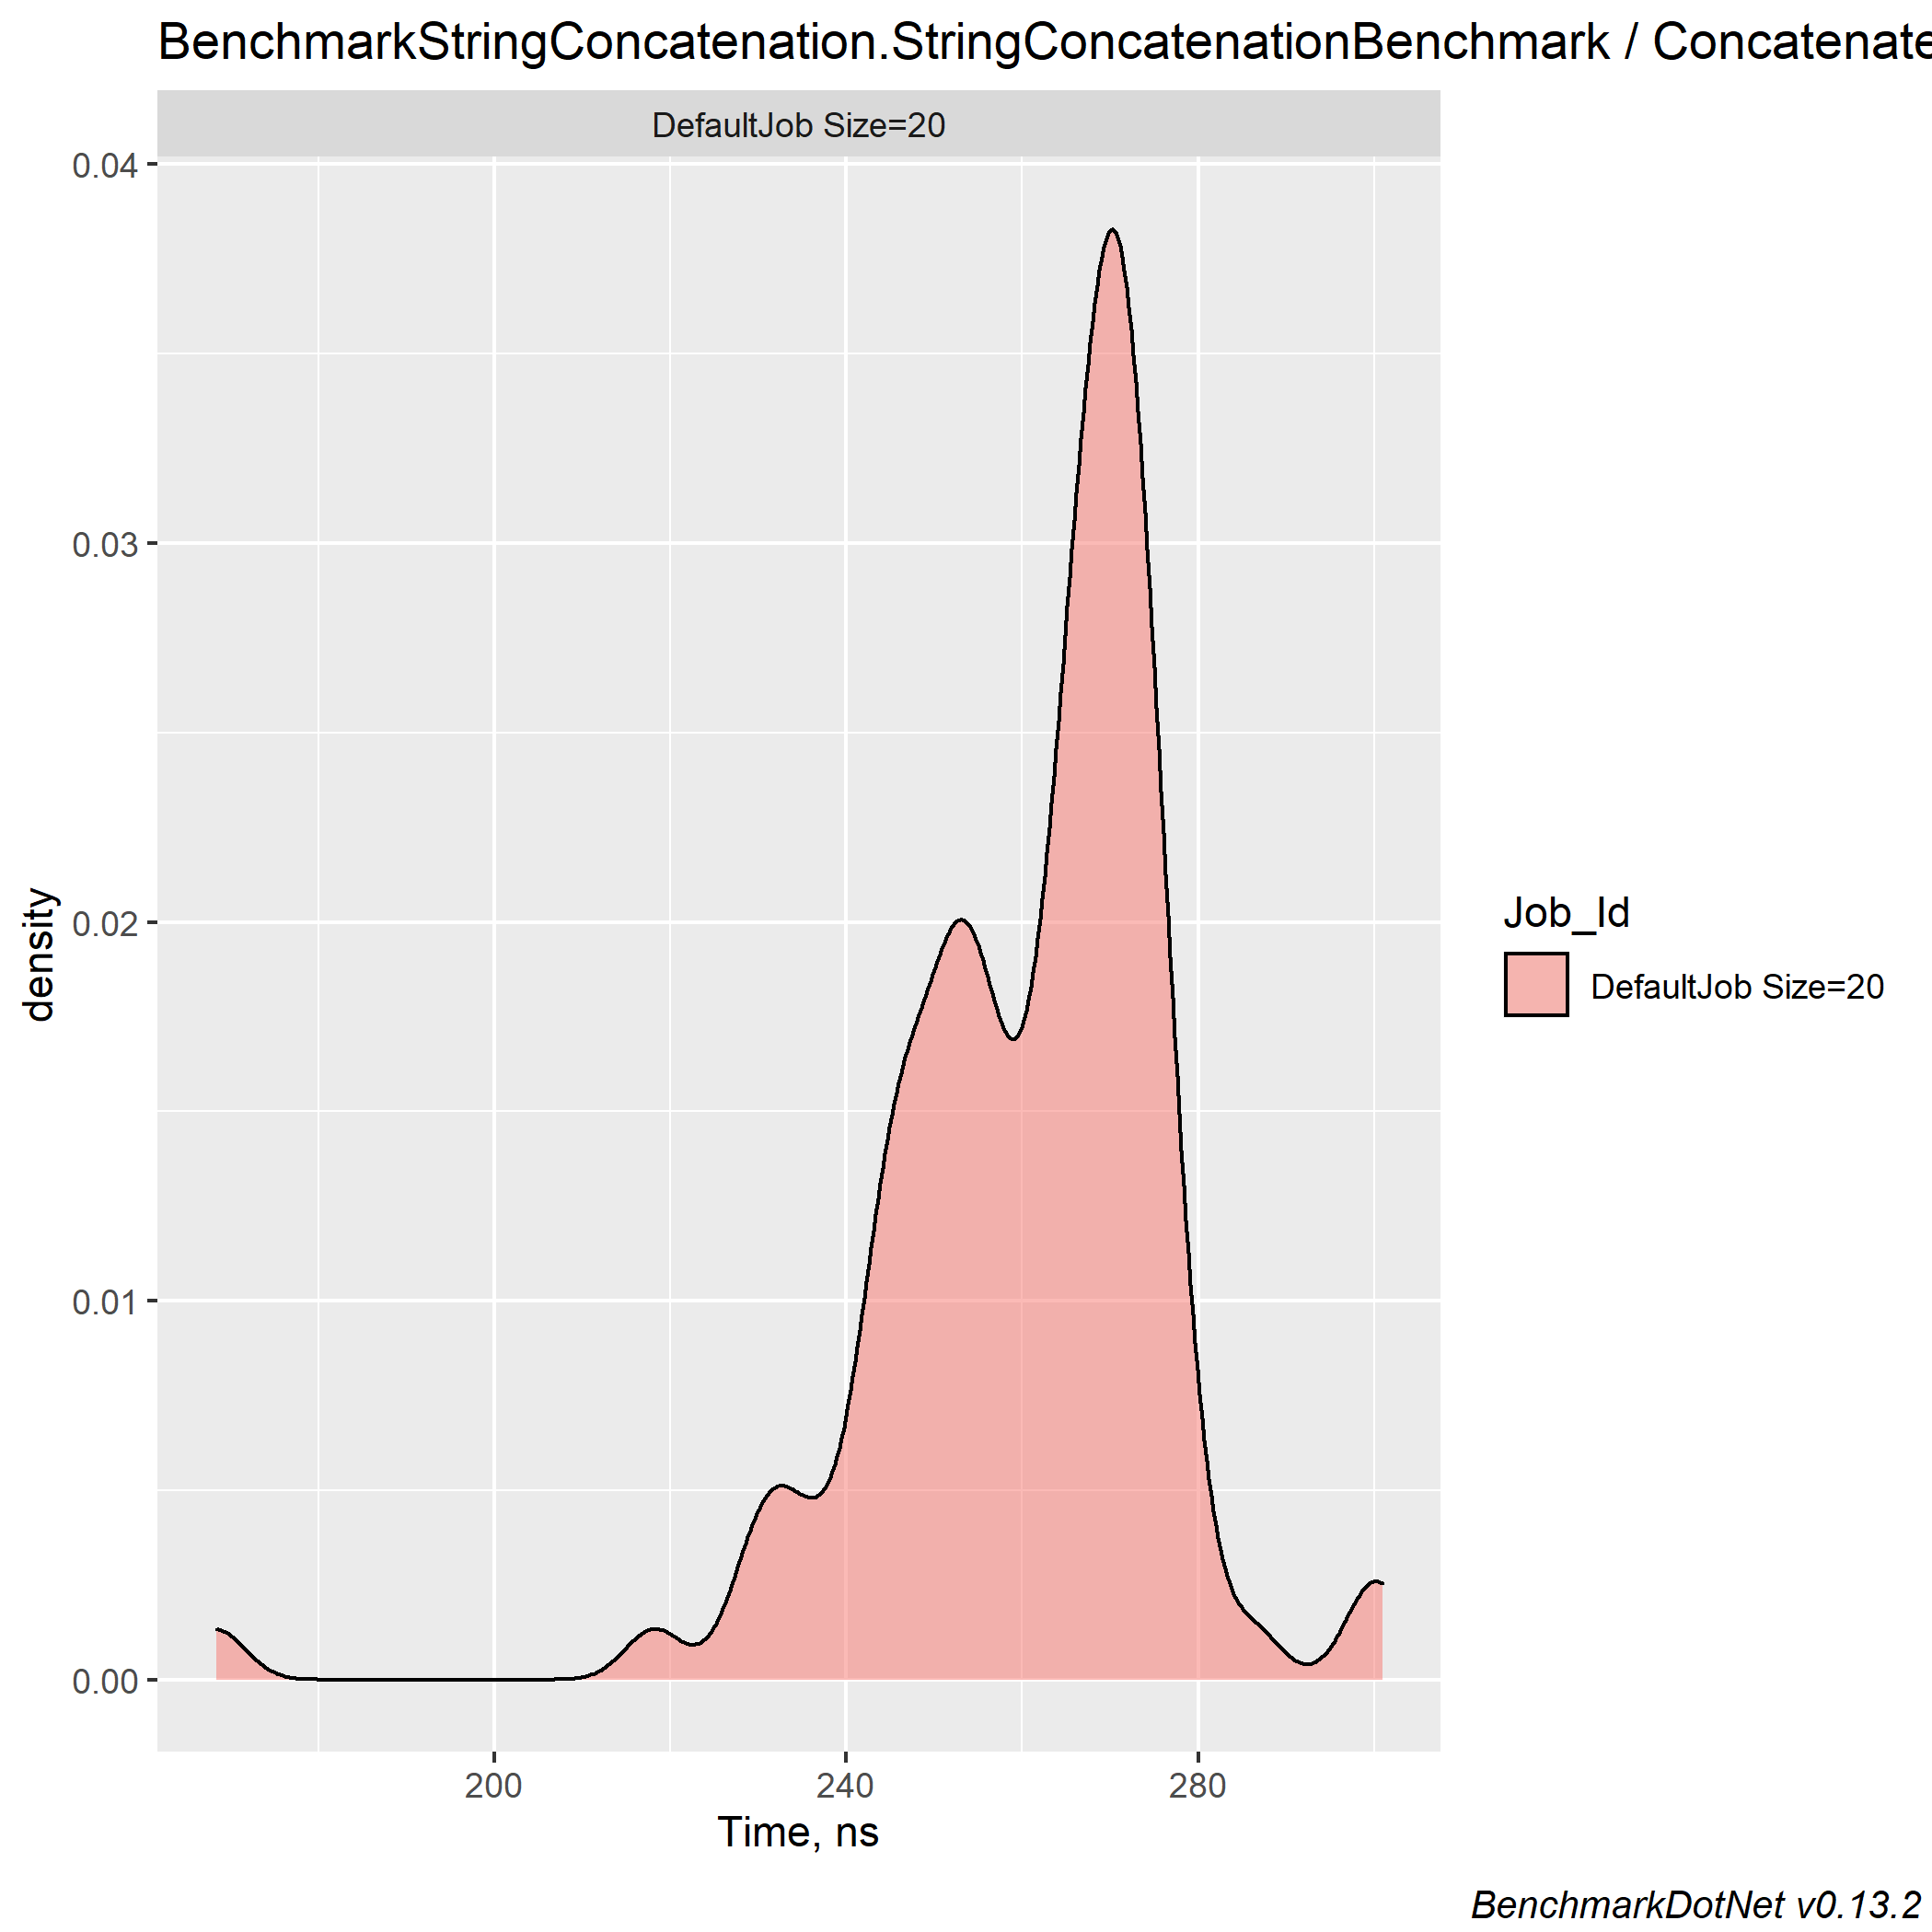 BenchmarkStringConcatenation.StringConcatenationBenchmark / Concatenate
DefaultJob Size=20
0.04
0.03
0.02
0.01
0.00
density
200 240 280
Time, ns
Job_Id
DefaultJob Size=20
BenchmarkDotNet v0.13.2